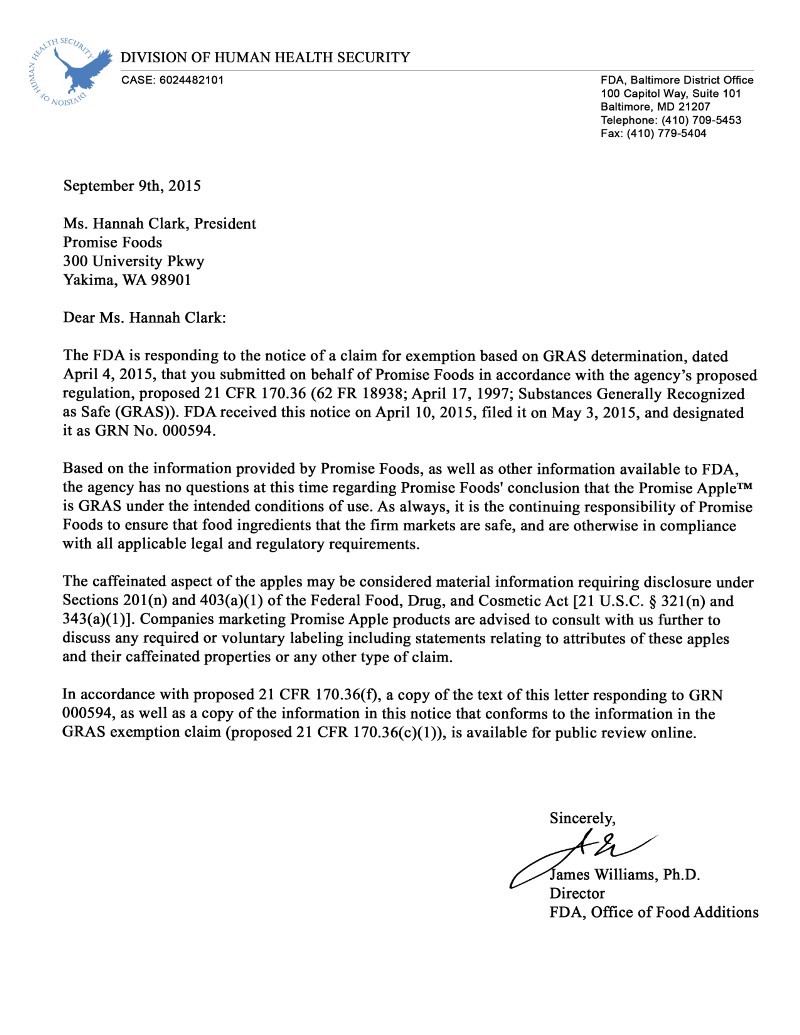 DIVISION OF HUMAN HEALTH SECURITY
DIVISION OF HUMAN HEALTH SECURITY
CASE: 6024482101
FDA, Baltimore District Office
100 Capitol Way, Suite 101
Baltimore, MD 21207
Telephone: (410) 709-5453
Fax: (410) 779-5404
September 9th, 2015
Ms. Hannah Clark, President
Promise Foods
300 University Pkwy
Yakima, WA 98901
Dear Ms. Hannah Clark:
The FDA is responding to the notice of a claim for exemption based on GRAS determination, dated
April 4, 2015, that you submitted on behalf of Promise Foods in accordance with the agency's proposed
regulation, proposed 21 CFR 170.36 (62 FR 18938; April 17, 1997; Substances Generally Recognized
as Safe (GRAS)). FDA received this notice on April 10, 2015, filed it on May 3, 2015, and designated
it as GRN No. 000594.
Based on the information provided by Promise Foods, as well as other information available to FDA,
the agency has no questions at this time regarding Promise Foods' conclusion that the Promise Apple™
is GRAS under the intended conditions of use. As always, it is the continuing responsibility of Promise
Foods to ensure that food ingredients that the firm markets are safe, and are otherwise in compliance
with all applicable legal and regulatory requirements.
The caffeinated aspect of the apples may be considered material information requiring disclosure under
Sections 201(n) and 403(a)(1) of the Federal Food, Drug, and Cosmetic Act [21 U.S.C. § 321(n) and
343(a)(1)]. Companies marketing Promise Apple products are advised to consult with us further to
discuss any required or voluntary labeling including statements relating to attributes of these apples
and their caffeinated properties or any other type of claim.
In accordance with proposed 21 CFR 170.36(f), a copy of the text of this letter responding to GRN
000594, as well as a copy of the information in this notice that conforms to the information in the
GRAS exemption claim (proposed 21 CFR 170.36(c)(1)), is available for public review online.
Sincerely,
James Williams, Ph.D.
Director
FDA, Office of Food Additions